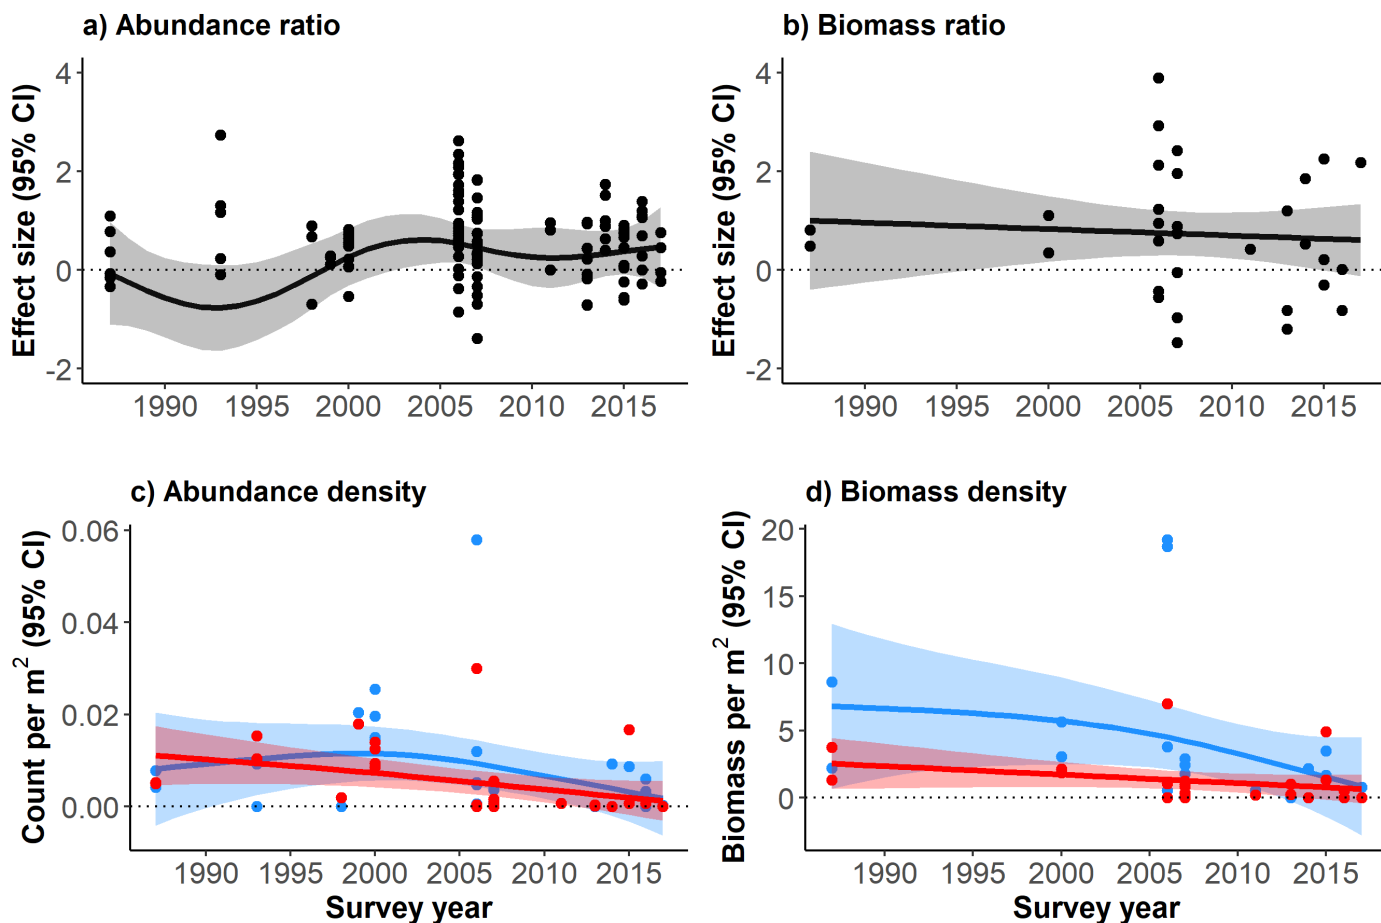 a) Abundance ratio
Effect size (95% CI)
4
2
0
-2
1990 1995 2000 2005 2010 2015
b) Biomass ratio
Effect size (95% CI)
4
2
0
-2
1990 1995 2000 2005 2010 2015
c) Abundance density
Count per m² (95% CI)
0.06
0.04
0.02
0.00
1990 1995 2000 2005 2010 2015
Survey year
d) Biomass density
Biomass per m² (95% CI)
20
15
10
5
0
1990 1995 2000 2005 2010 2015
Survey year